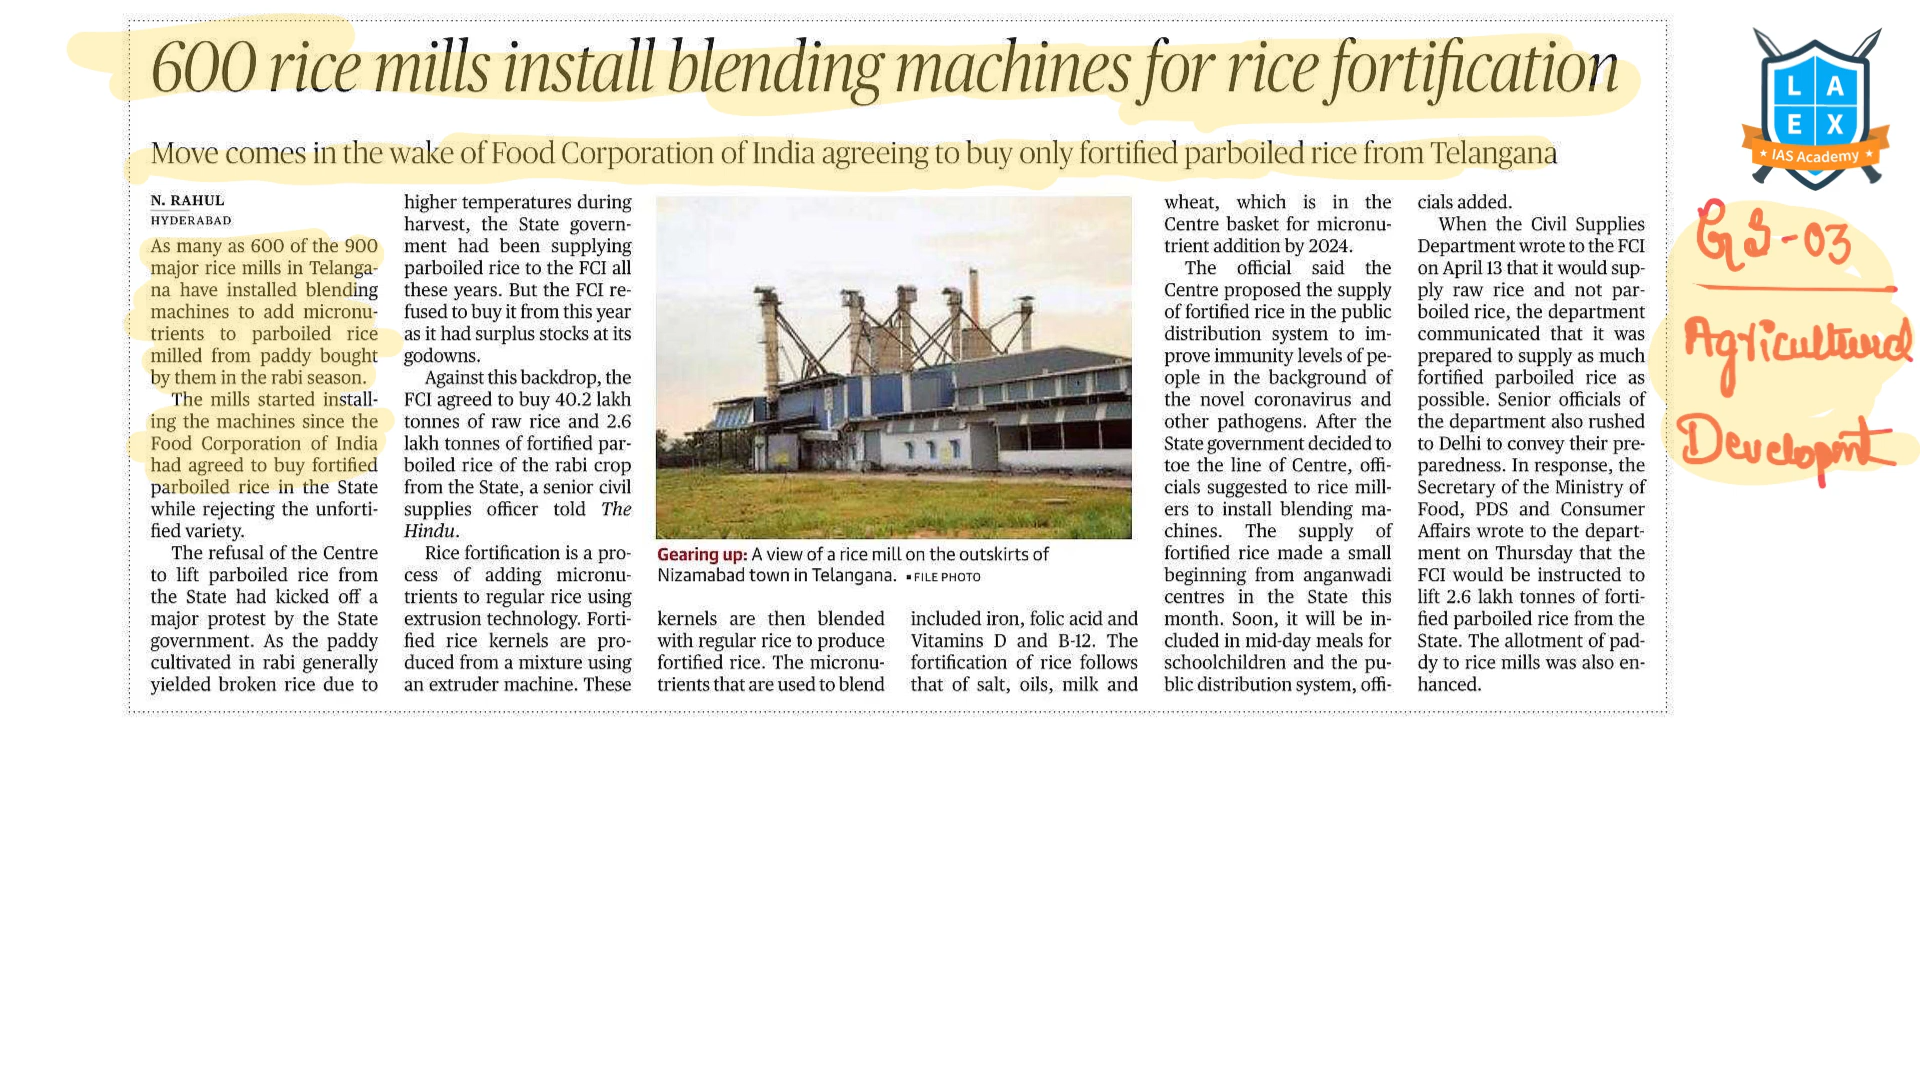 600 rice mills install blending machines for rice fortification
Move comes in the wake of Food Corporation of India agreeing to buy only fortified parboiled rice from Telangana
N. RAHUL
HYDERABAD
As many as 600 of the 900
major rice mills in Telanga-
na have installed blending
machines to add micronu-
trients to parboiled rice
milled from paddy bought
by them in the rabi season.
The mills started install-
ing the machines since the
Food Corporation of India
had agreed to buy fortified
parboiled rice in the State
while rejecting the unforti-
fied variety.
The refusal of the Centre
to lift parboiled rice from
the State had kicked off a
major protest by the State
government. As the paddy
cultivated in rabi generally
yielded broken rice due to
higher temperatures during
harvest, the State govern-
ment had been supplying
parboiled rice to the FCI all
these years. But the FCI re-
fused to buy it from this year
as it had surplus stocks at its
godowns.
Against this backdrop, the
FCI agreed to buy 40.2 lakh
tonnes of raw rice and 2.6
lakh tonnes of fortified par-
boiled rice of the rabi crop
from the State, a senior civil
supplies officer told The
Hindu.
Rice fortification is a pro-
cess of adding micronu-
trients to regular rice using
extrusion technology. Forti-
fied rice kernels are pro-
duced from a mixture using
an extruder machine. These
Gearing up: A view of a rice mill on the outskirts of
Nizamabad town in Telangana. ▪FILE PHOTO
kernels are then blended
with regular rice to produce
fortified rice. The micronu-
trients that are used to blend
included iron, folic acid and
Vitamins D and B-12. The
fortification of rice follows
that of salt, oils, milk and
wheat, which is in the
Centre basket for micronu-
trient addition by 2024.
The official said the
Centre proposed the supply
of fortified rice in the public
distribution system to im-
prove immunity levels of pe-
ople in the background of
the novel coronavirus and
other pathogens. After the
State government decided to
toe the line of Centre, offi-
cials suggested to rice mill-
ers to install blending ma-
chines. The supply of
fortified rice made a small
beginning from anganwadi
centres in the State this
month. Soon, it will be in-
cluded in mid-day meals for
schoolchildren and the pu-
blic distribution system, offi-
cials added.
When the Civil Supplies
Department wrote to the FCI
on April 13 that it would sup-
ply raw rice and not par-
boiled rice, the department
communicated that it was
prepared to supply as much
fortified parboiled rice as
possible. Senior officials of
the department also rushed
to Delhi to convey their pre-
paredness. In response, the
Secretary of the Ministry of
Food, PDS and Consumer
Affairs wrote to the depart-
ment on Thursday that the
FCI would be instructed to
lift 2.6 lakh tonnes of forti-
fied parboiled rice from the
State. The allotment of pad-
dy to rice mills was also en-
hanced.
L A
E X
★ IAS Academy ★
GS-03
Agricultural
Developmt